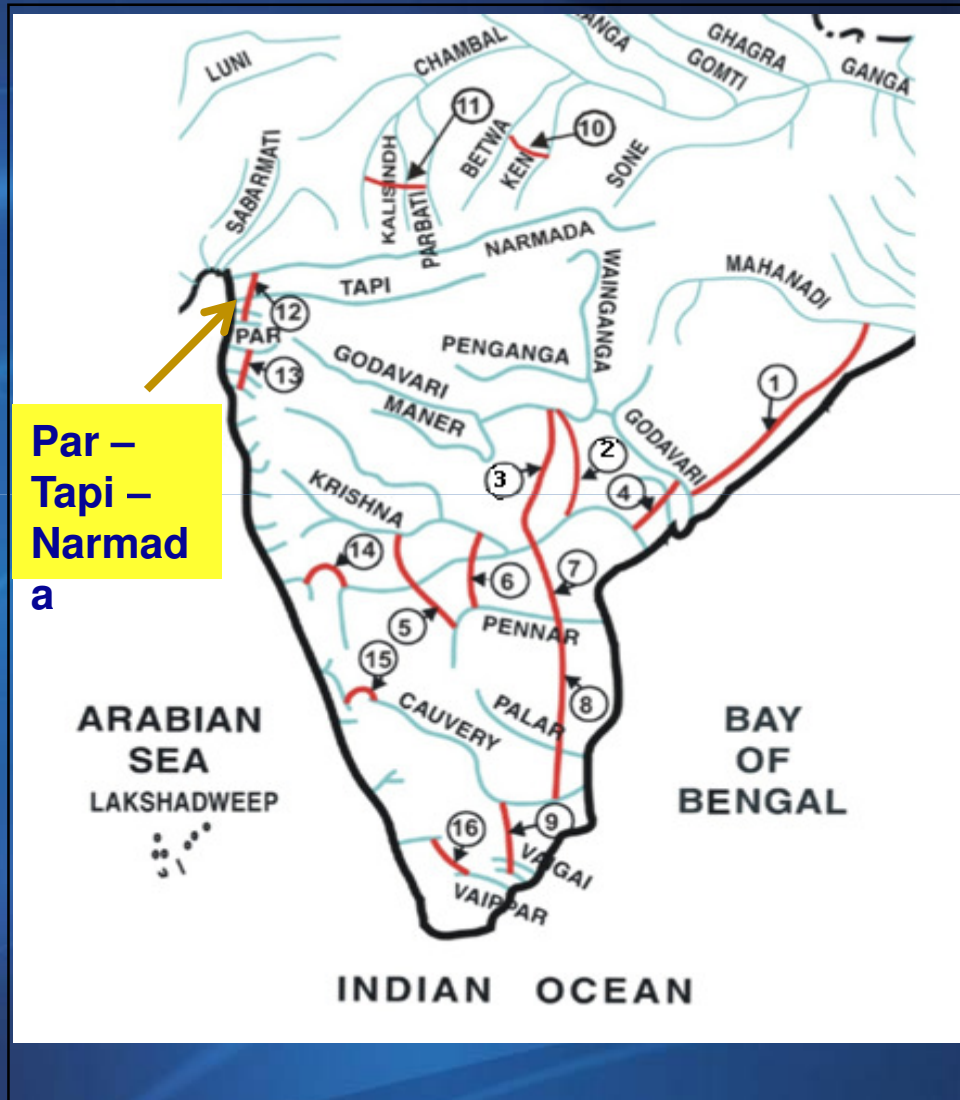 LUNI
CHAMBAL
ANGA
GHAGRA
GOMTI
GANGA
SABARMATI
11
KALISINDH
PARBATI
BETWA
KEN
10
SONE
NARMADA
TAPI
WAINGANGA
MAHANADI
12
PAR
13
GODAVARI
PENGANGA
MANER
1
Par –
Tapi –
Narmad
a
GODAVARI
2
3
4
KRISHNA
14
7
6
5
PENNAR
15
8
CAUVERY
PALAR
ARABIAN
SEA
LAKSHADWEEP
BAY
OF
BENGAL
16
9
VAIGAI
VAIPPAR
INDIAN OCEAN